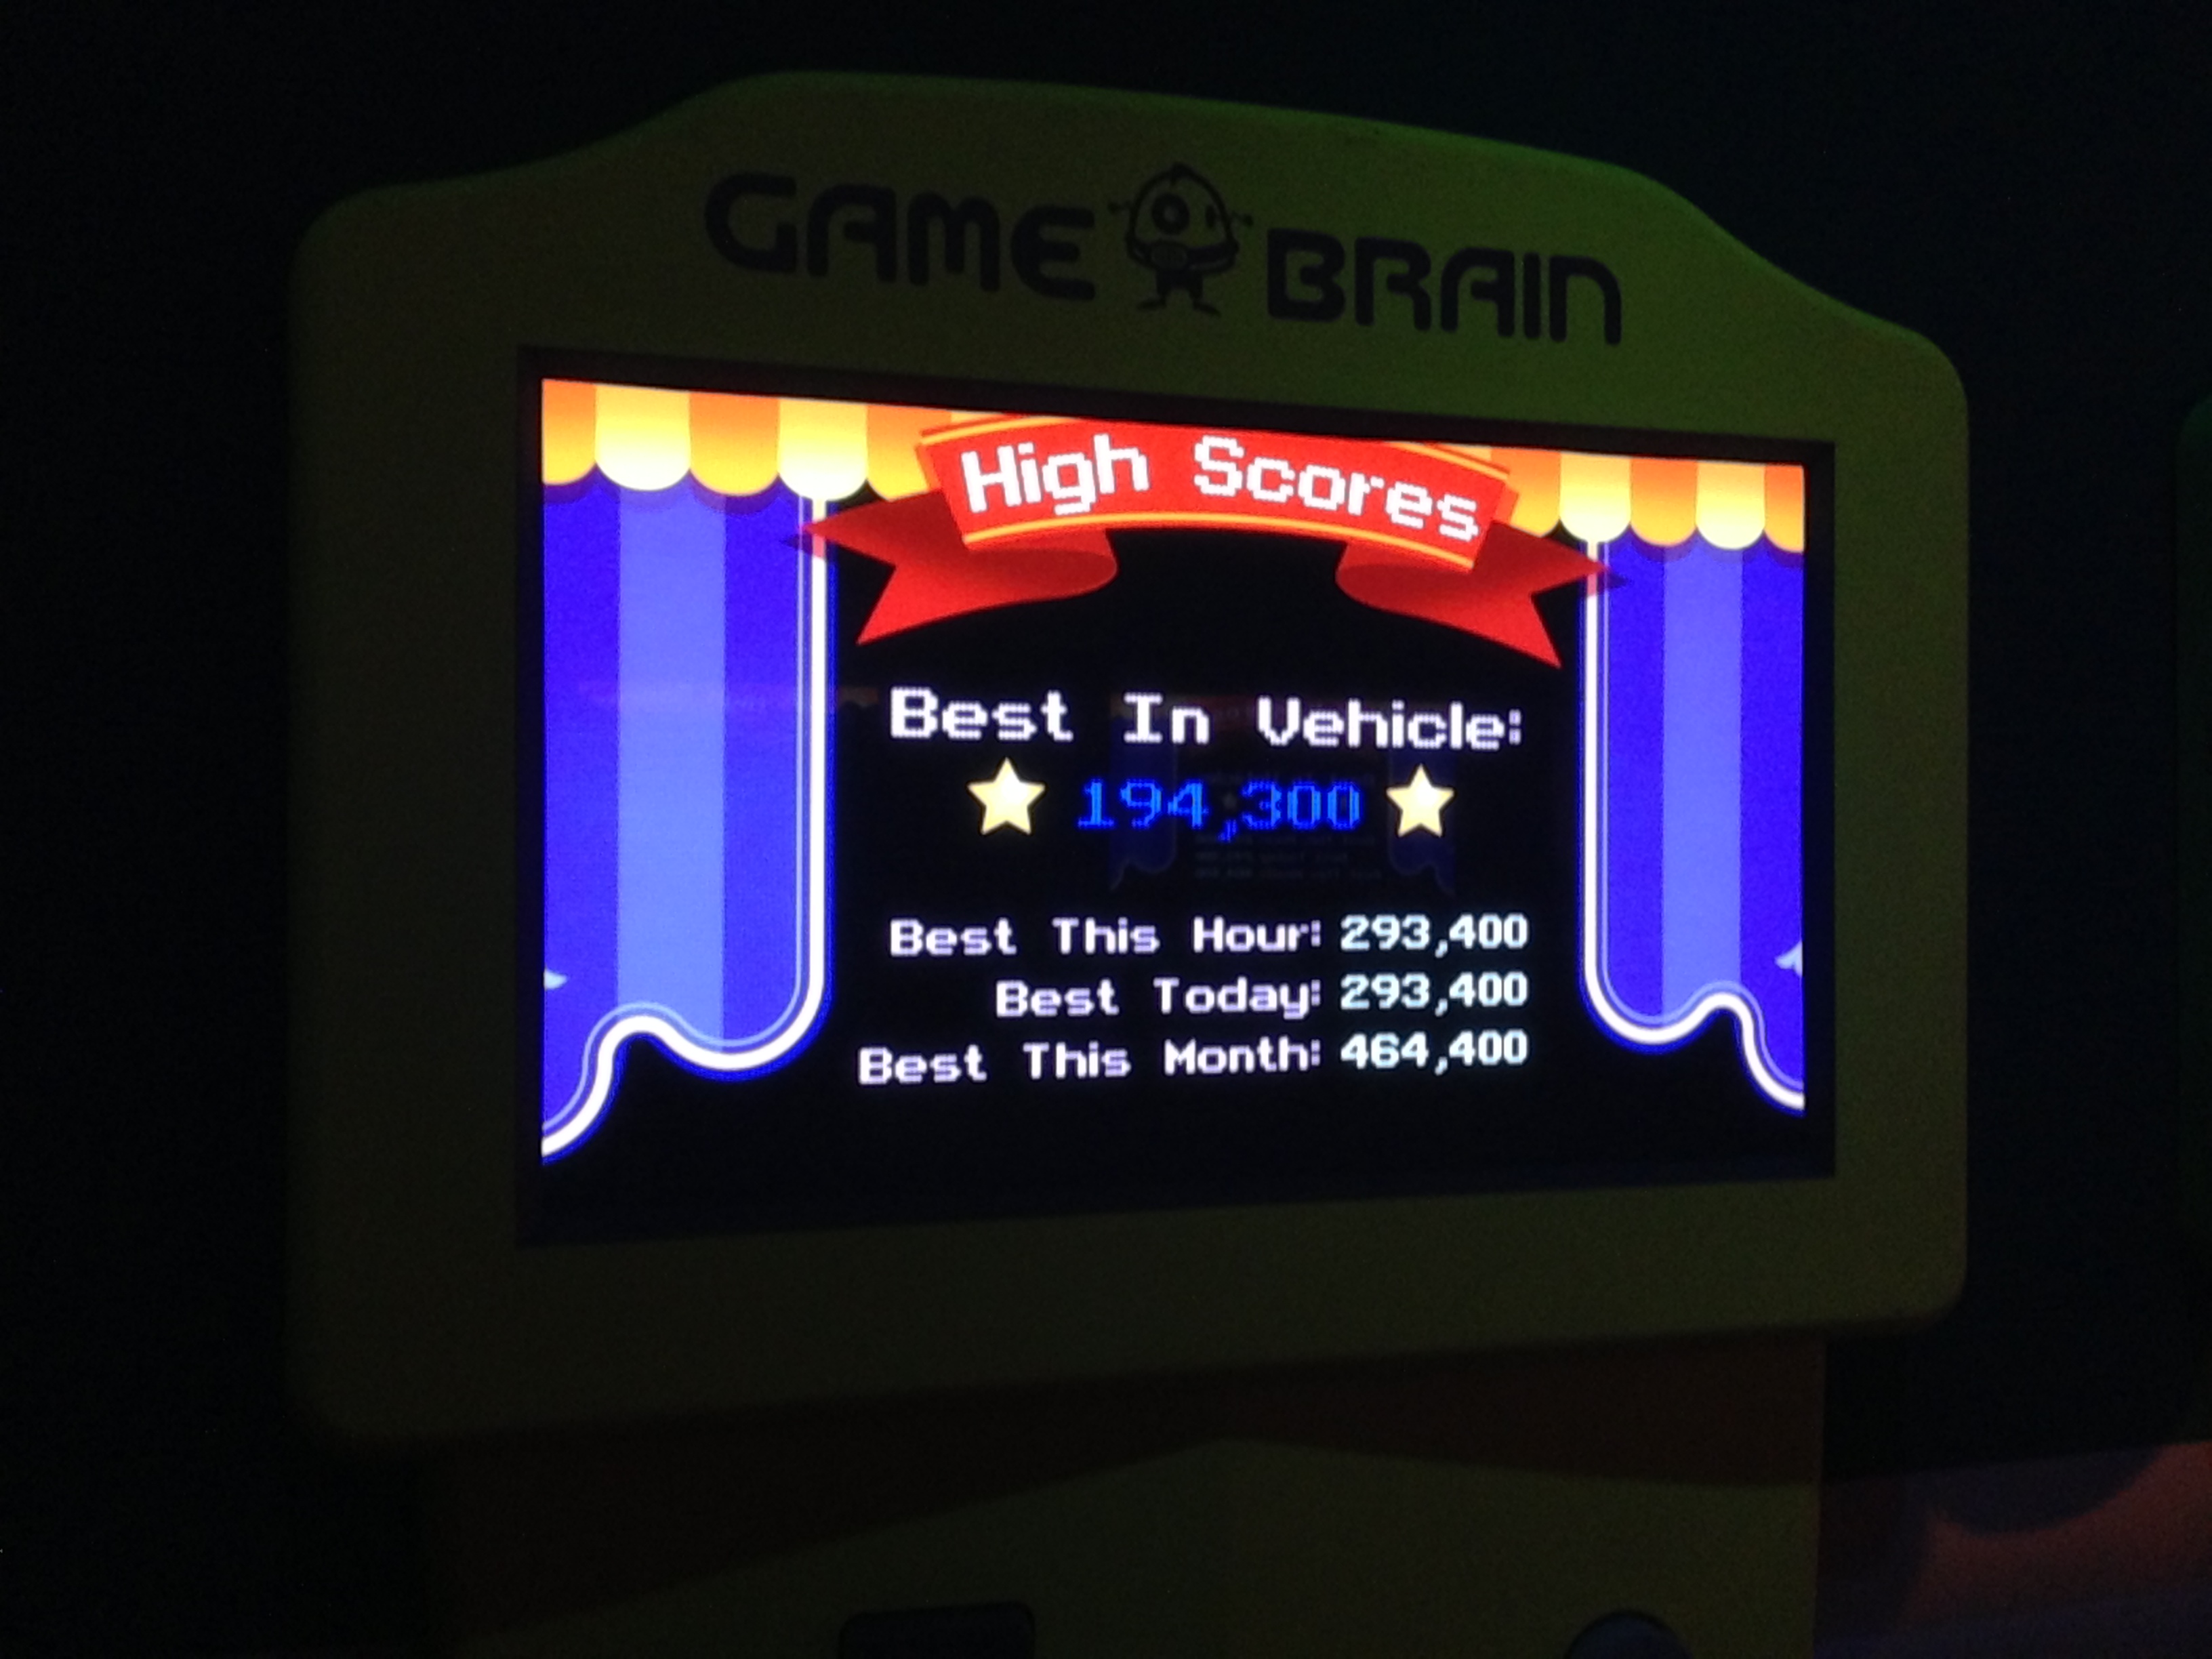 GAME BRAIN
High Scores
Best In Vehicle:
194,300
Best This Hour: 293,400
Best Today: 293,400
Best This Month: 464,400